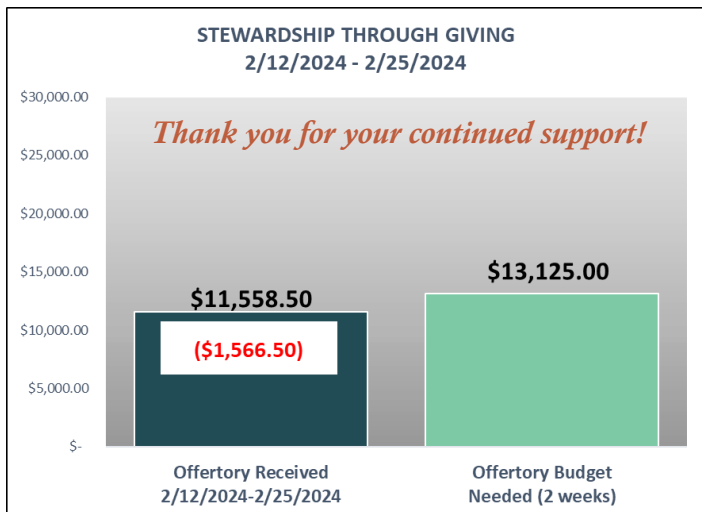 STEWARDSHIP THROUGH GIVING
2/12/2024 - 2/25/2024
$30,000.00
Thank you for your continued support!
$25,000.00
$20,000.00
$15,000.00
$13,125.00
$11,558.50
$10,000.00
($1,566.50)
$5,000.00
$-
Offertory Received
2/12/2024-2/25/2024
Offertory Budget
Needed (2 weeks)